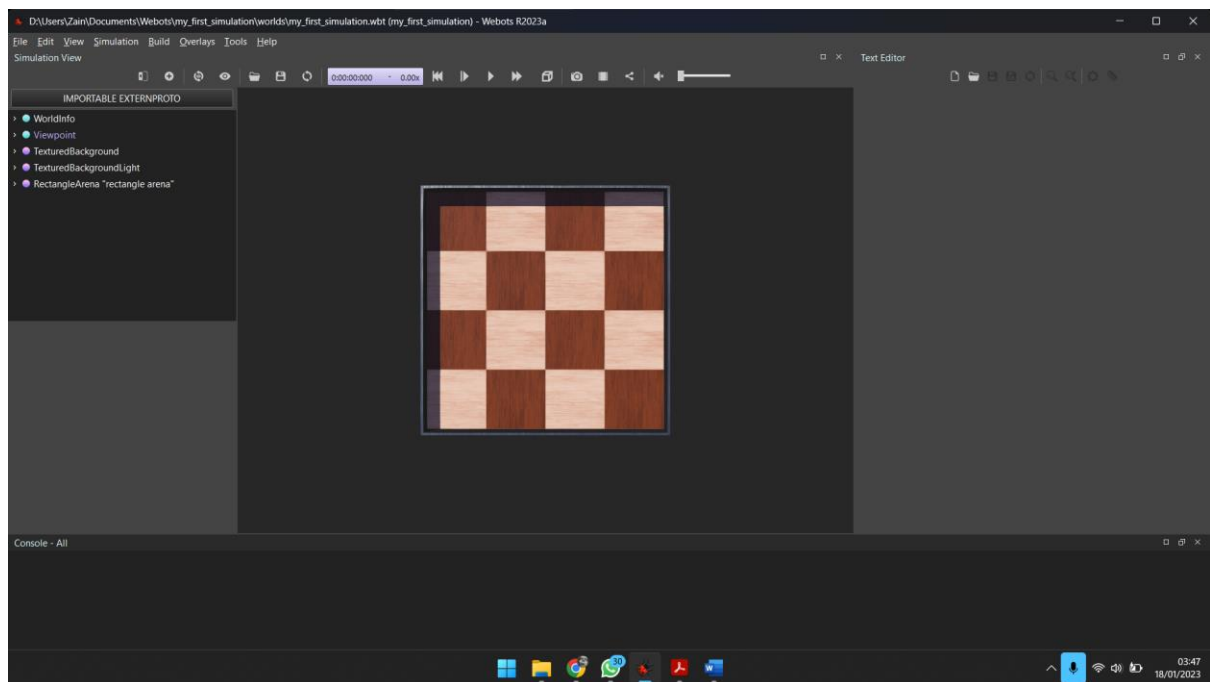 D:\Users\Zain\Documents\Webots\my_first_simulation\worlds\my_first_simulation.wbt (my_first_simulation) - Webots R2023a
File Edit View Simulation Build Overlays Tools Help
Simulation View
Text Editor
0:00:00:000 - 0.00x
IMPORTABLE EXTERNPROTO
WorldInfo
Viewpoint
TexturedBackground
TexturedBackgroundLight
RectangleArena "rectangle arena"
Console - All
30
03:47
18/01/2023